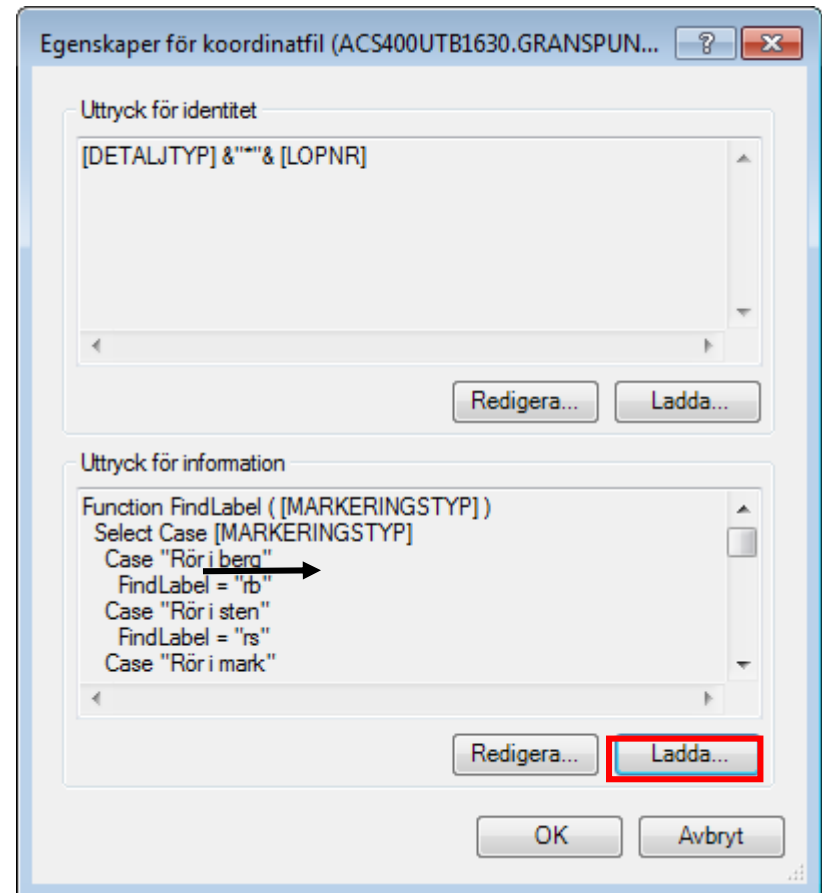 Egenskaper för koordinatfil (ACS400UTB1630.GRANSPUN...
Uttryck för identitet
[DETALJTYP] &"*"& [LOPNR]
Redigera...
Ladda...
Uttryck för information
Function FindLabel ( [MARKERINGSTYP] )
Select Case [MARKERINGSTYP]
Case "Rör i berg"
FindLabel = "rb"
Case "Rör i sten"
FindLabel = "rs"
Case "Rör i mark"
Redigera...
Ladda...
OK
Avbryt